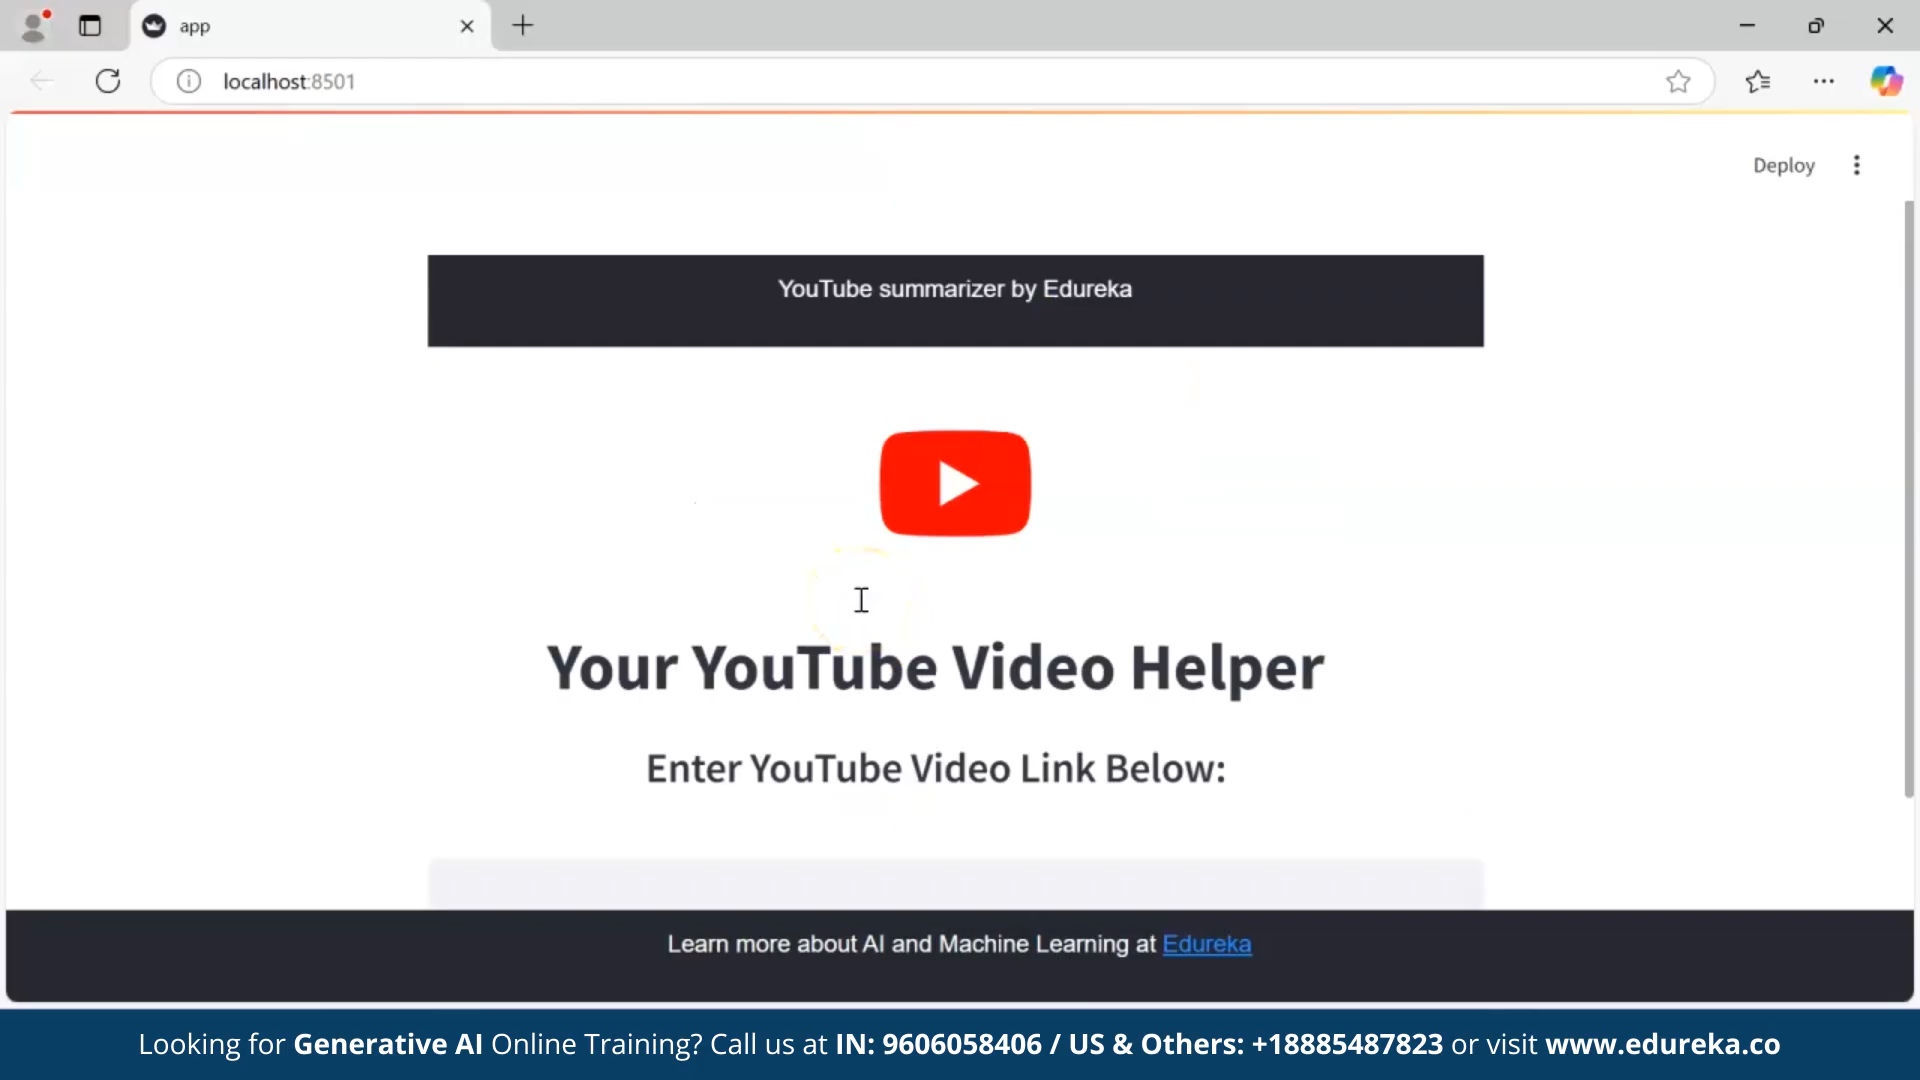 app
localhost:8501
Deploy
YouTube summarizer by Edureka
Your YouTube Video Helper
Enter YouTube Video Link Below:
Learn more about AI and Machine Learning at Edureka
Looking for Generative AI Online Training? Call us at IN: 9606058406 / US & Others: +18885487823 or visit www.edureka.co